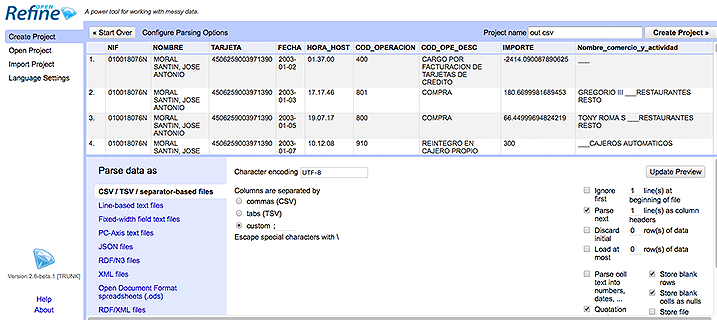 OPEN
Refine A power tool for working with messy data.
Create Project
Open Project
Import Project
Language Settings
« Start Over Configure Parsing Options Project name out csv Create Project »
NIF NOMBRE TARJETA FECHA HORA_HOST COD_OPERACION COD_OPE_DESC IMPORTE Nombre_comercio_y_actividad
1. 010018076N MORAL SANTIN, JOSE ANTONIO 4506259003971390 2003-01-02 01.37.00 400 CARGO POR FACTURACION DE TARJETAS DE CREDITO -2414.090087890625 ___
2. 010018076N MORAL SANTIN, JOSE ANTONIO 4506259003971390 2003-01-03 17.17.46 801 COMPRA 180.6699981689453 GREGORIO III ___RESTAURANTES RESTO
3. 010018076N MORAL SANTIN, JOSE ANTONIO 4506259003971390 2003-01-05 19.07.17 800 COMPRA 66.44999694824219 TONY ROMA S ___RESTAURANTES RESTO
4. 010018076N MORAL SANTIN, JOSE 4506259003971390 2003-01-07 10.12.08 910 REINTEGRO EN CAJERO PROPIO 300 ___CAJEROS AUTOMATICOS
Parse data as
CSV / TSV / separator-based files
Line-based text files
Fixed-width field text files
PC-Axis text files
JSON files
RDF/N3 files
XML files
Open Document Format
spreadsheets (.ods)
RDF/XML files
Character encoding UTF-8
Update Preview
Columns are separated by
commas (CSV)
tabs (TSV)
custom ;
Escape special characters with \
Ignore first 1 line(s) at beginning of file
Parse next 1 line(s) as column headers
Discard initial 0 row(s) of data
Load at most 0 row(s) of data
Parse cell text into numbers, dates, ...
Quotation
Store blank rows
Store blank cells as nulls
Store file
Version 2.6-beta.1 [TRUNK]
Help
About